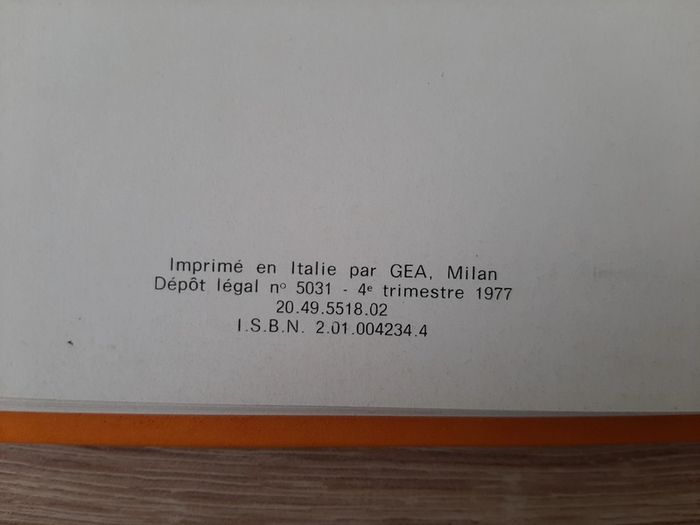 Imprimé en Italie par GEA, Milan
Dépôt légal nº 5031 - 4e trimestre 1977
20.49.5518.02
I.S.B.N. 2.01.004234.4